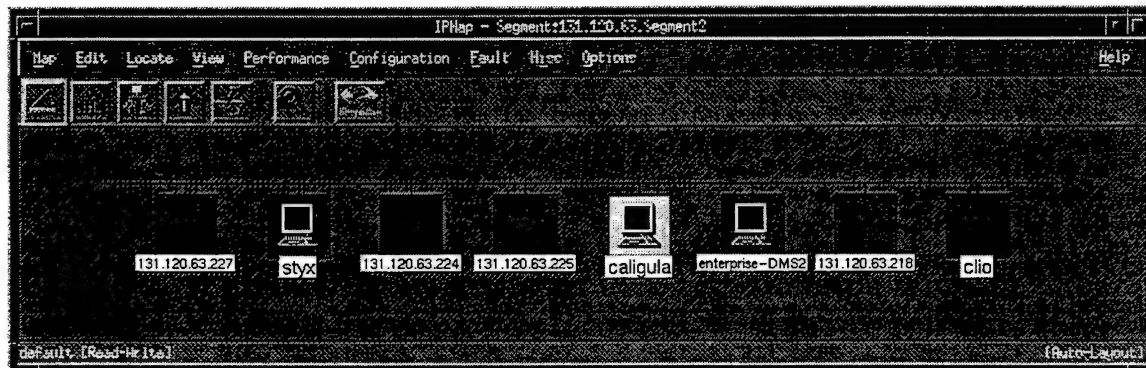 IPMap - Segment:131.120.63.Segment2
Map Edit Locate View Performance Configuration Fault Misc Options Help
131.120.63.227 styx 131.120.63.224 131.120.63.225 caligula enterprise-DMS2 131.120.63.218 clio
default [Read-Write] [Auto-Layout]